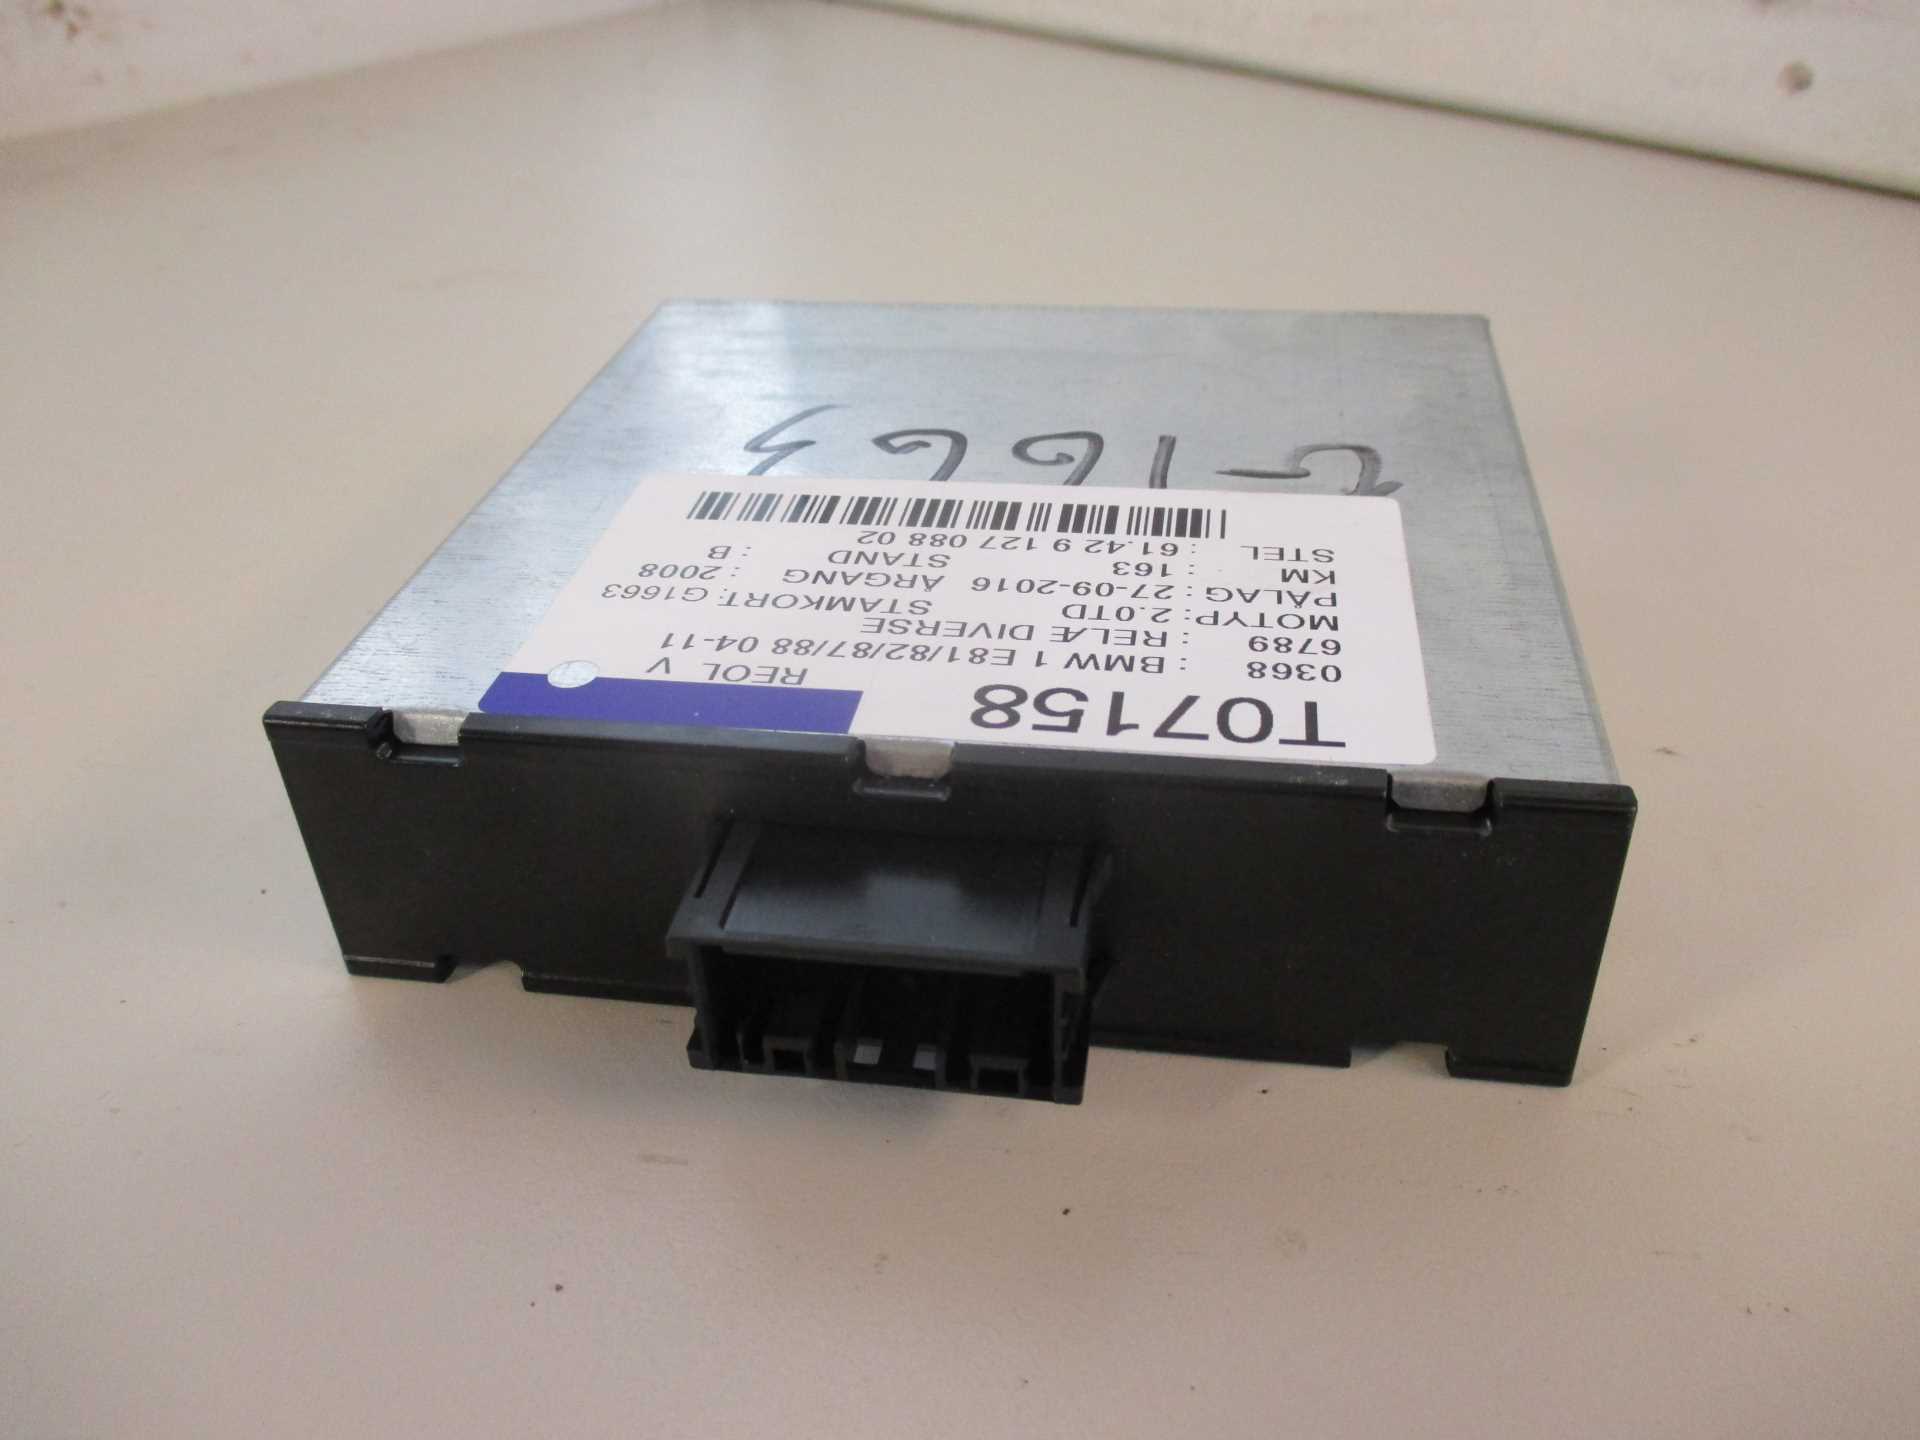 T07158
REOL V
0368 : BMW 1 E81/82/87/88 04-11
6789 : RELÆ DIVERSE
MOTYP: 2.0TD STAMKORT: G1663
PÅLAG : 27-09-2016 ÅRGANG : 2008
KM : 163 STAND : B
STEL : 61.42 9 127 088 02
G-1663